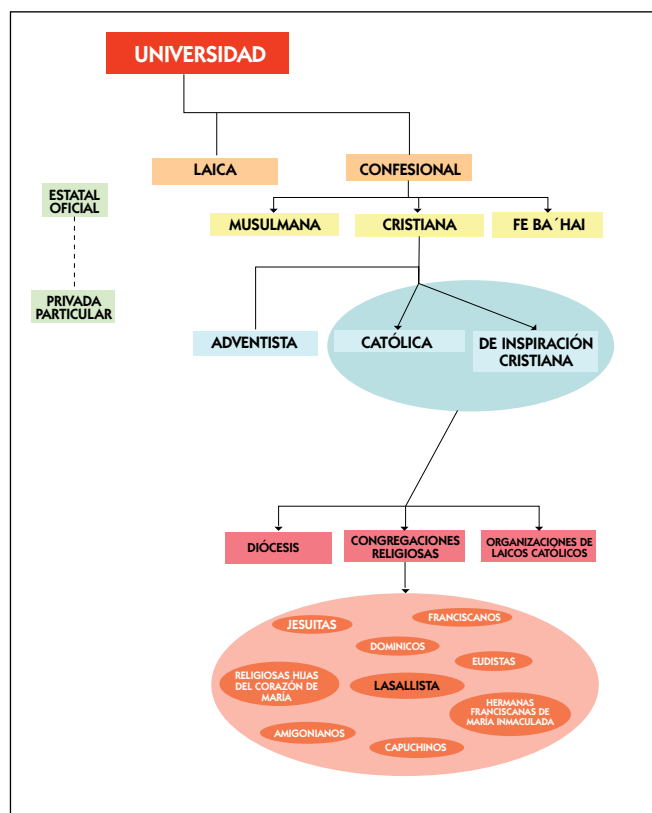 UNIVERSIDAD
LAICA
CONFESIONAL
ESTATAL
OFICIAL
MUSULMANA
CRISTIANA
FE BA´HAI
PRIVADA
PARTICULAR
ADVENTISTA
CATÓLICA
DE INSPIRACIÓN
CRISTIANA
DIÓCESIS
CONGREGACIONES
RELIGIOSAS
ORGANIZACIONES DE
LAICOS CATÓLICOS
JESUITAS
FRANCISCANOS
DOMINICOS
EUDISTAS
RELIGIOSAS HIJAS
DEL CORAZÓN DE
MARÍA
LASALLISTA
HERMANAS
FRANCISCANAS DE
MARÍA INMACULADA
AMIGONIANOS
CAPUCHINOS